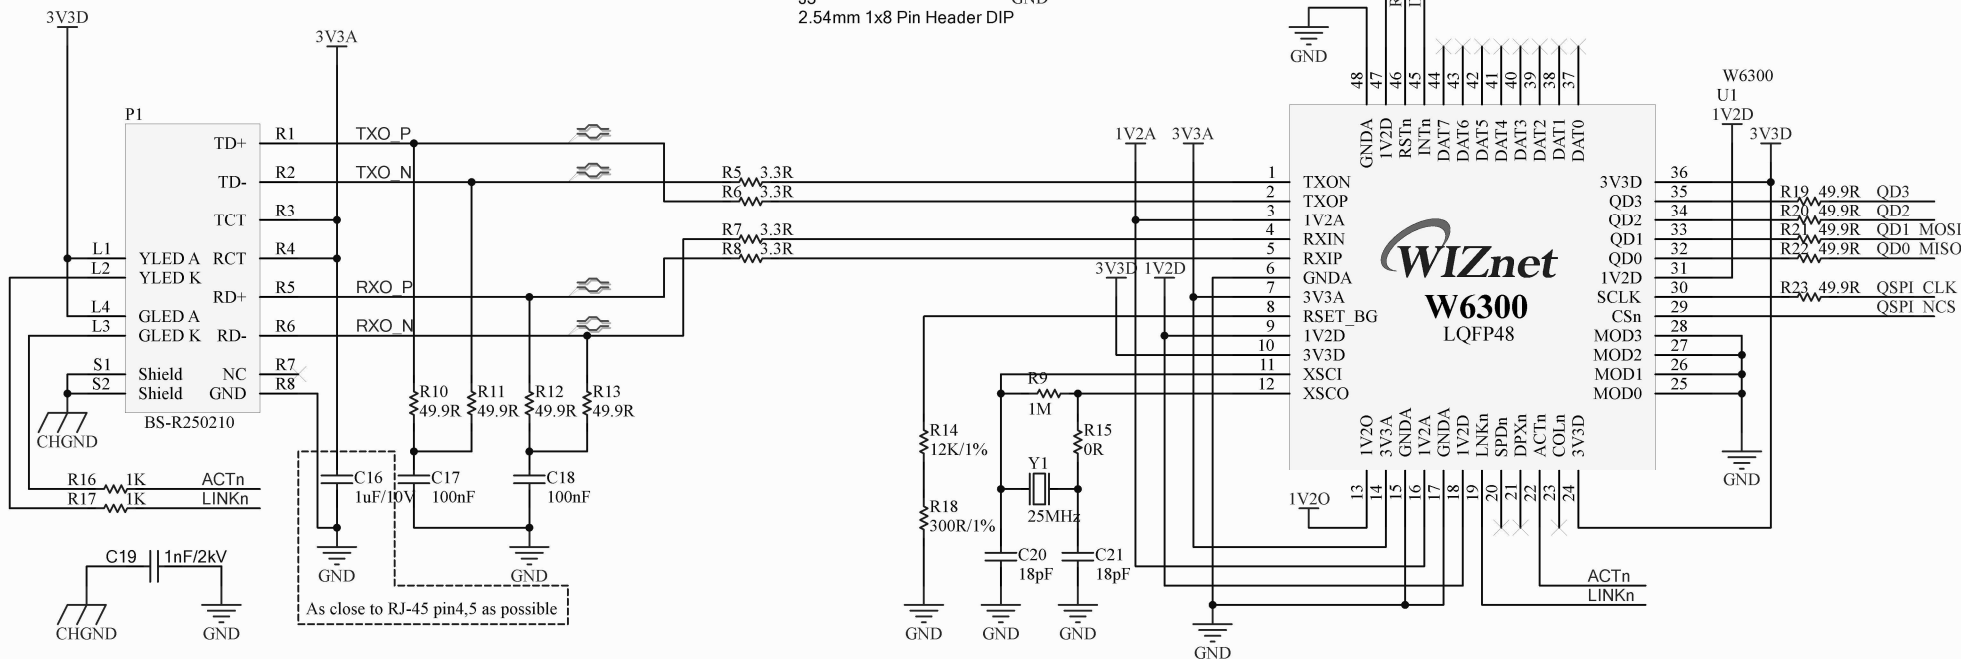 J3
GND
2.54mm 1x8 Pin Header DIP
3V3D
3V3A
P1
TD+
TD-
TCT
YLED A RCT
YLED K
RD+
GLED A
GLED K RD-
Shield NC
Shield GND
BS-R250210
R1
R2
R3
R4
R5
R6
R7
R8
L1
L2
L4
L3
S1
S2
CHGND
TXO_P
TXO_N
RXO_P
RXO_N
R16 1K ACTn
R17 1K LINKn
C19 1nF/2kV
CHGND
GND
R10
49.9R
R11
49.9R
R12
49.9R
R13
49.9R
C16
1uF/10V
C17
100nF
C18
100nF
GND
GND
As close to RJ-45 pin4,5 as possible
R5 3.3R
R6 3.3R
R7 3.3R
R8 3.3R
1V2A
3V3A
3V3D
1V2D
R14
12K/1%
R18
300R/1%
R9
1M
R15
0R
Y1
25MHz
C20
18pF
C21
18pF
GND
GND
GND
GND
GND
48 47 46 45 44 43 42 41 40 39 38 37
GNDA 1V2D RSTn INTn DAT7 DAT6 DAT5 DAT4 DAT3 DAT2 DAT1 DAT0
1 TXON
2 TXOP
3 1V2A
4 RXIN
5 RXIP
6 GNDA
7 3V3A
8 RSET_BG
9 1V2D
10 3V3D
11 XSCI
12 XSCO
WIZnet
W6300
LQFP48
3V3D 36
QD3 35
QD2 34
QD1 33
QD0 32
1V2D 31
SCLK 30
CSn 29
MOD3 28
MOD2 27
MOD1 26
MOD0 25
1V2O 3V3A GNDA 1V2A GNDA 1V2D LNKn SPDn DPXn ACTn COLn 3V3D
13 14 15 16 17 18 19 20 21 22 23 24
1V2O
W6300
U1
1V2D
3V3D
R19 49.9R QD3
R20 49.9R QD2
R21 49.9R QD1_MOSI
R22 49.9R QD0_MISO
R23 49.9R QSPI_CLK
QSPI_NCS
GND
ACTn
LINKn